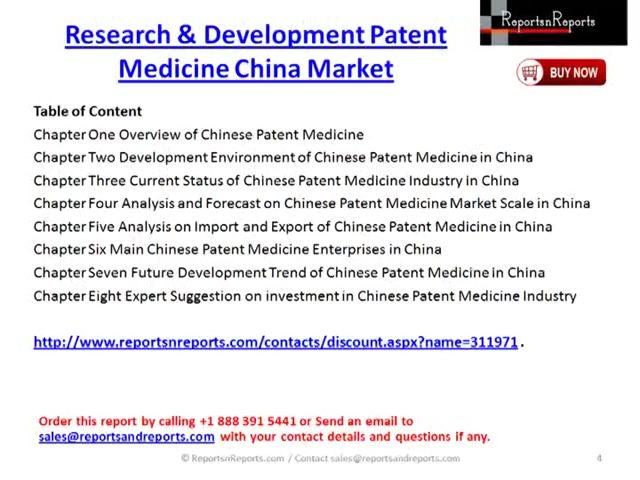 ReportsnReports
Research & Development Patent
Medicine China Market
BUY NOW
Table of Content
Chapter One Overview of Chinese Patent Medicine
Chapter Two Development Environment of Chinese Patent Medicine in China
Chapter Three Current Status of Chinese Patent Medicine Industry in China
Chapter Four Analysis and Forecast on Chinese Patent Medicine Market Scale in China
Chapter Five Analysis on Import and Export of Chinese Patent Medicine in China
Chapter Six Main Chinese Patent Medicine Enterprises in China
Chapter Seven Future Development Trend of Chinese Patent Medicine in China
Chapter Eight Expert Suggestion on investment in Chinese Patent Medicine Industry
http://www.reportsnreports.com/contacts/discount.aspx?name=311971 .
Order this report by calling +1 888 391 5441 or Send an email to
sales@reportsandreports.com with your contact details and questions if any.
© ReportsnReports.com / Contact sales@reportsandreports.com
4